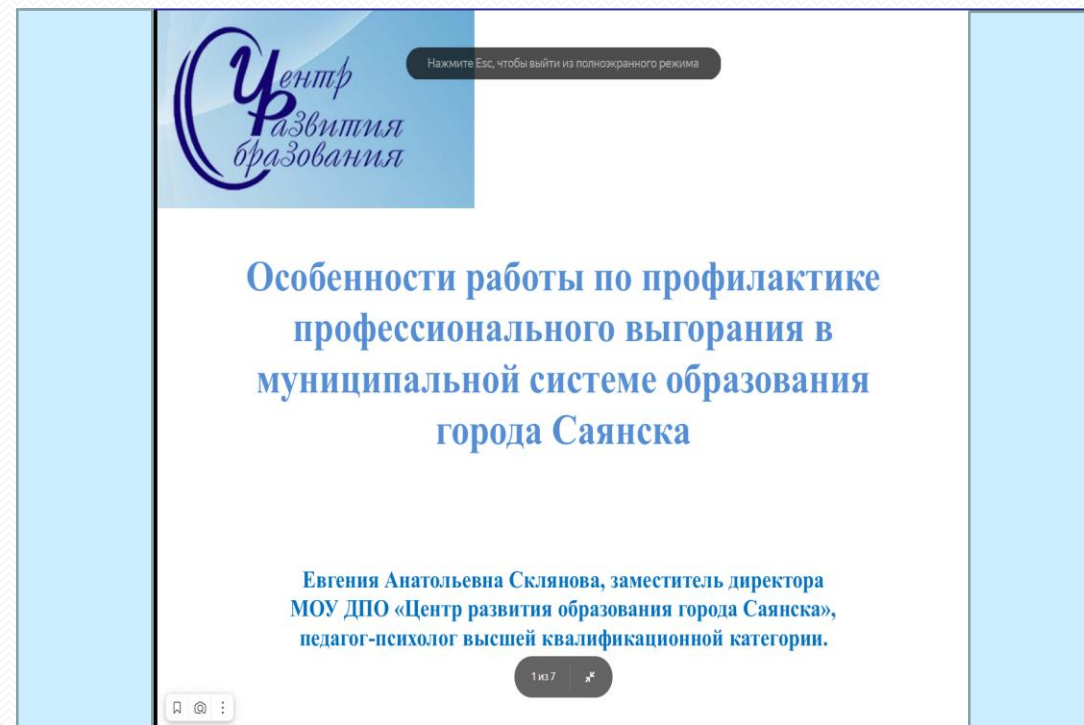 Центр
Развития
Образования
Нажмите Esc, чтобы выйти из полноэкранного режима
Особенности работы по профилактике
профессионального выгорания в
муниципальной системе образования
города Саянска
Евгения Анатольевна Склянова, заместитель директора
МОУ ДПО «Центр развития образования города Саянска»,
педагог-психолог высшей квалификационной категории.
1 из 7